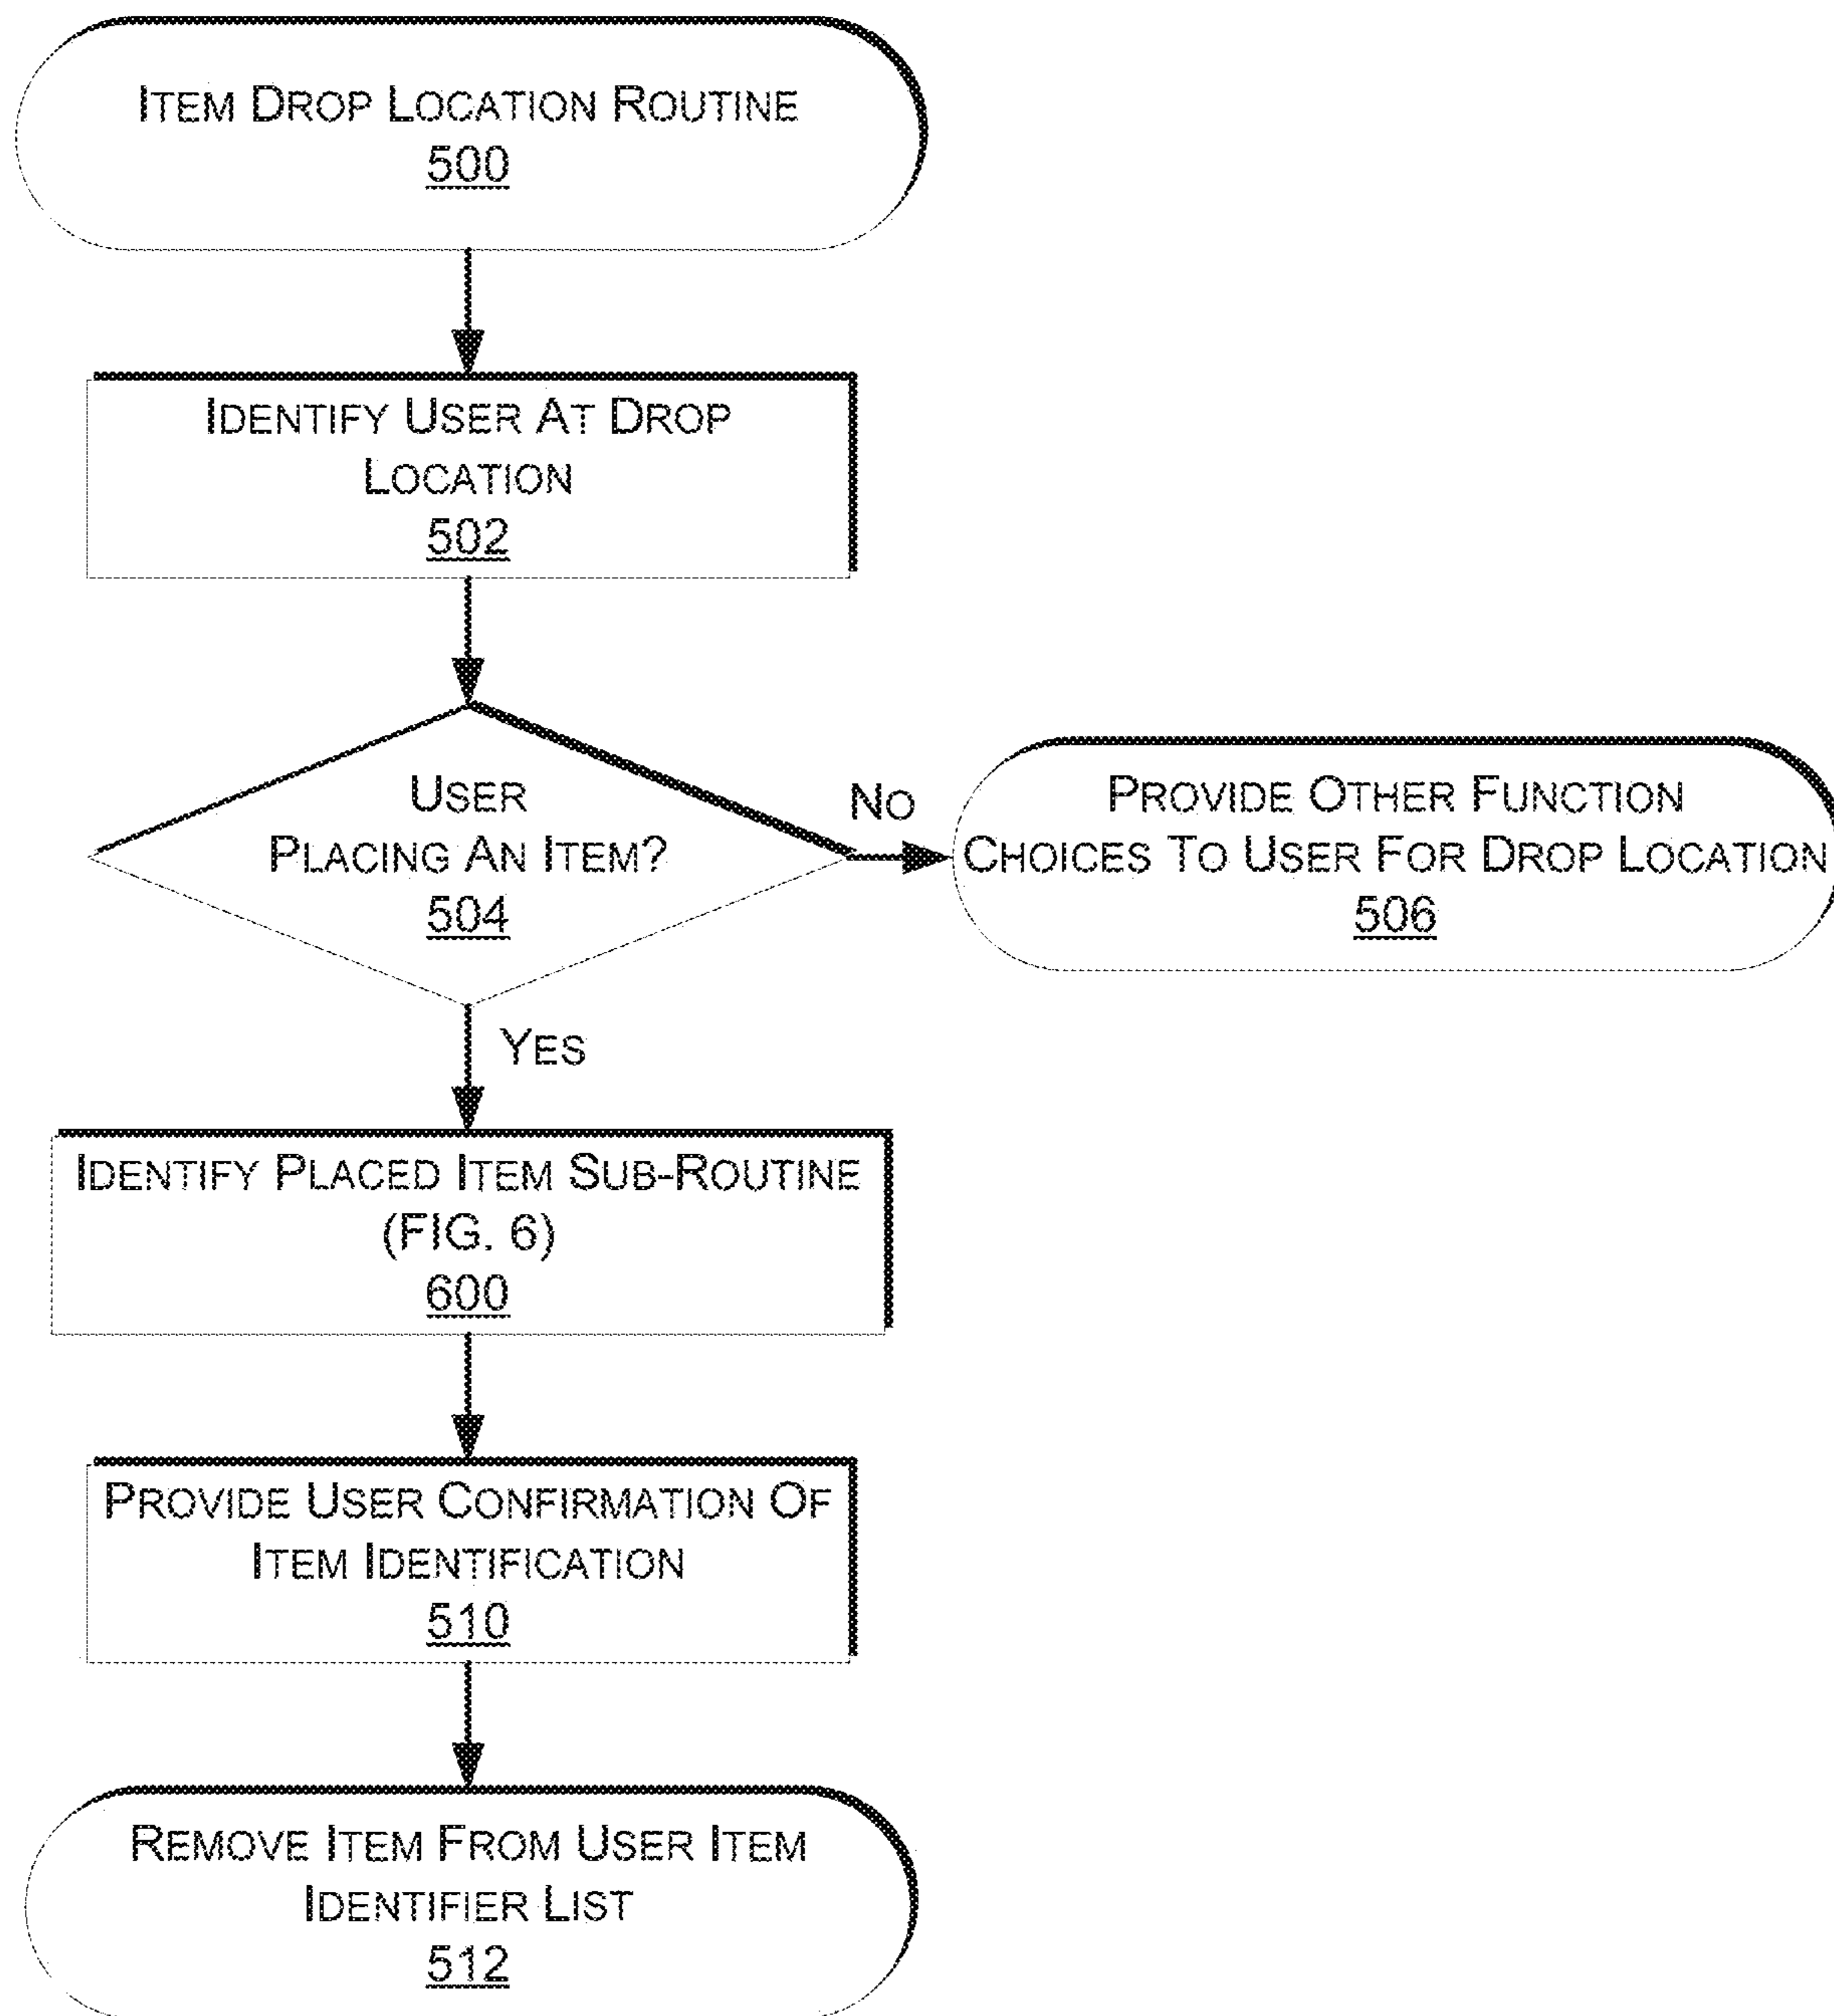 ITEM DROP LOCATION ROUTINE
500
IDENTIFY USER AT DROP
LOCATION
502
USER
PLACING AN ITEM?
504
NO
PROVIDE OTHER FUNCTION
CHOICES TO USER FOR DROP LOCATION
506
YES
IDENTIFY PLACED ITEM SUB-ROUTINE
(FIG. 6)
600
PROVIDE USER CONFIRMATION OF
ITEM IDENTIFICATION
510
REMOVE ITEM FROM USER ITEM
IDENTIFIER LIST
512